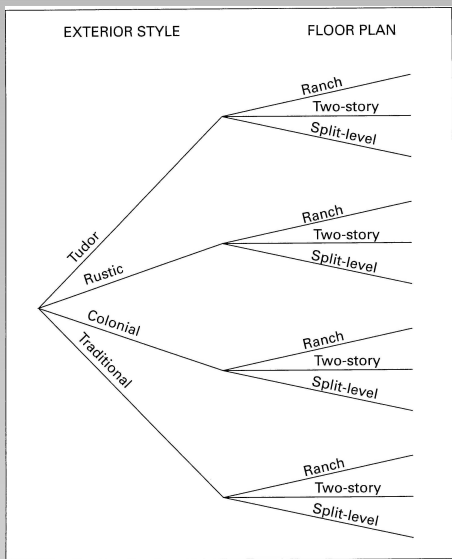 EXTERIOR STYLE FLOOR PLAN
Ranch
Two-story
Split-level
Tudor
Ranch
Two-story
Split-level
Rustic
Colonial
Ranch
Two-story
Split-level
Traditional
Ranch
Two-story
Split-level